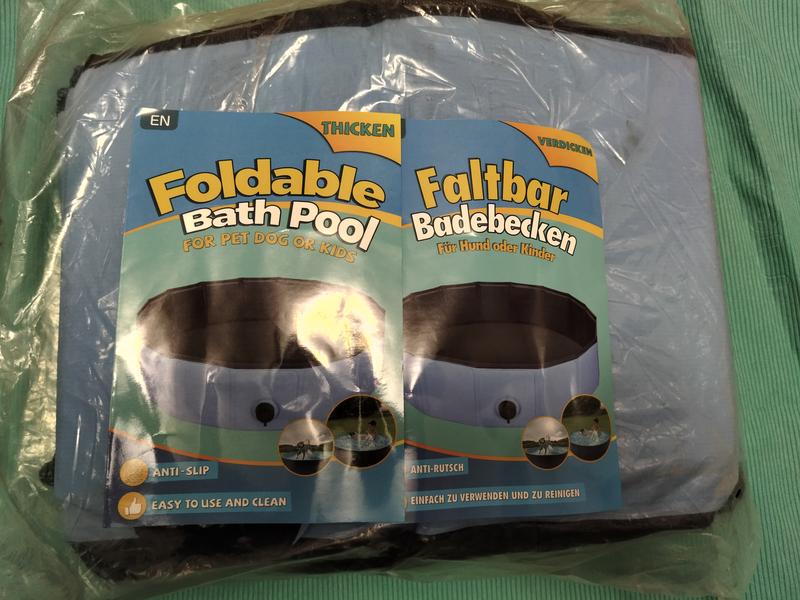 EN
THICKEN
Foldable
Bath Pool
FOR PET DOG OR KIDS
ANTI-SLIP
EASY TO USE AND CLEAN
VERDICKEN
Faltbar
Badebecken
Für Hund oder Kinder
ANTI-RUTSCH
EINFACH ZU VERWENDEN UND ZU REINIGEN